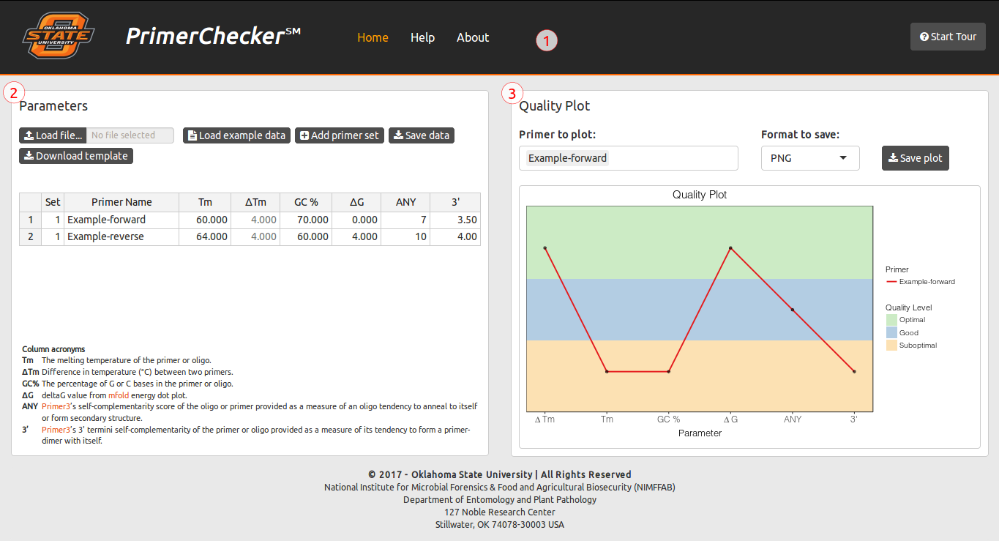 OKLAHOMA
STATE
UNIVERSITY
PrimerChecker℠
Home Help About
1
Start Tour
2
Parameters
Load file... No file selected Load example data Add primer set Save data
Download template
Set Primer Name Tm ΔTm GC % ΔG ANY 3'
1 1 Example-forward 60.000 4.000 70.000 0.000 7 3.50
2 1 Example-reverse 64.000 4.000 60.000 4.000 10 4.00
Column acronyms
Tm The melting temperature of the primer or oligo.
ΔTm Difference in temperature (°C) between two primers.
GC% The percentage of G or C bases in the primer or oligo.
ΔG deltaG value from mfold energy dot plot.
ANY Primer3's self-complementarity score of the oligo or primer provided as a measure of an oligo tendency to anneal to itself
or form secondary structure.
3' Primer3's 3' termini self-complementarity of the primer or oligo provided as a measure of its tendency to form a primer-
dimer with itself.
3
Quality Plot
Primer to plot: Format to save:
Example-forward PNG Save plot
Quality Plot
Primer
Example-forward
Quality Level
Optimal
Good
Suboptimal
Δ Tm Tm GC % Δ G ANY 3'
Parameter
© 2017 - Oklahoma State University | All Rights Reserved
National Institute for Microbial Forensics & Food and Agricultural Biosecurity (NIMFFAB)
Department of Entomology and Plant Pathology
127 Noble Research Center
Stillwater, OK 74078-30003 USA